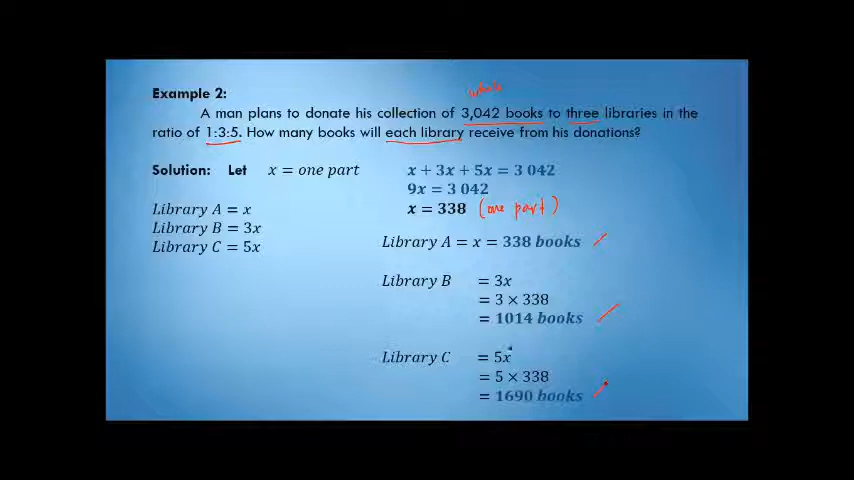 whole
Example 2:
A man plans to donate his collection of 3,042 books to three libraries in the
ratio of 1:3:5. How many books will each library receive from his donations?
Solution: Let x = one part
Library A = x
Library B = 3x
Library C = 5x
x + 3x + 5x = 3 042
9x = 3 042
x = 338 (one part)
Library A = x = 338 books
Library B = 3x
= 3 × 338
= 1014 books
Library C = 5x
= 5 × 338
= 1690 books